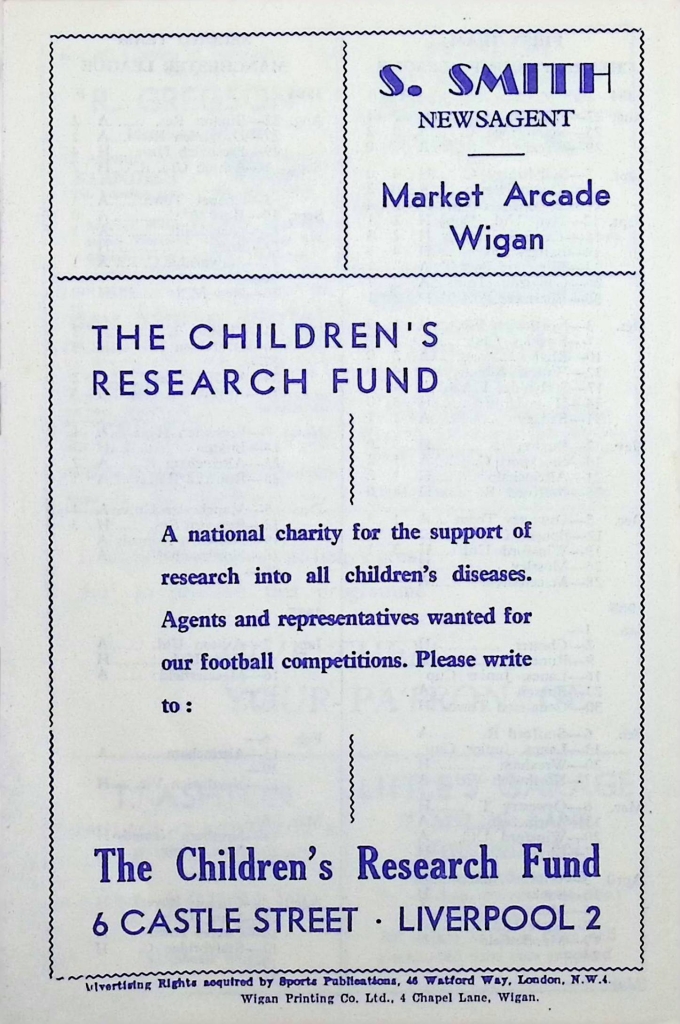 S. SMITH
NEWSAGENT
Market Arcade
Wigan
THE CHILDREN'S
RESEARCH FUND
A national charity for the support of
research into all children's diseases.
Agents and representatives wanted for
our football competitions. Please write
to :
The Children's Research Fund
6 CASTLE STREET · LIVERPOOL 2
Advertising Rights acquired by Sports Publications, 46 Watford Way, London, N.W.4.
Wigan Printing Co. Ltd., 4 Chapel Lane, Wigan.